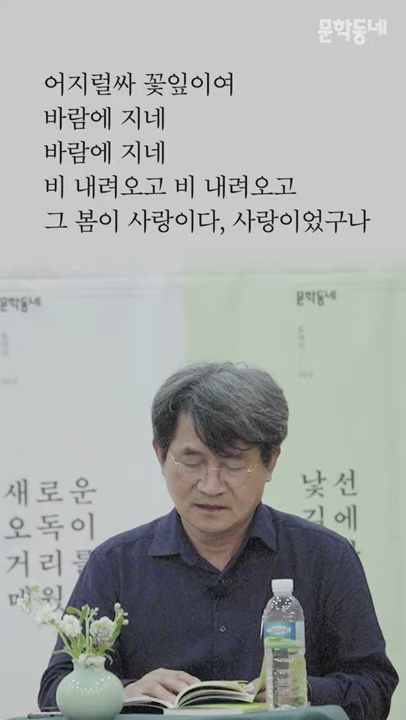 문학동네
어지럴싸 꽃잎이여
바람에 지네
바람에 지네
비 내려오고 비 내려오고
그 봄이 사랑이다, 사랑이었구나
문학동네
문학동네
새로운
오독이
거리를
메웠
낯선
에